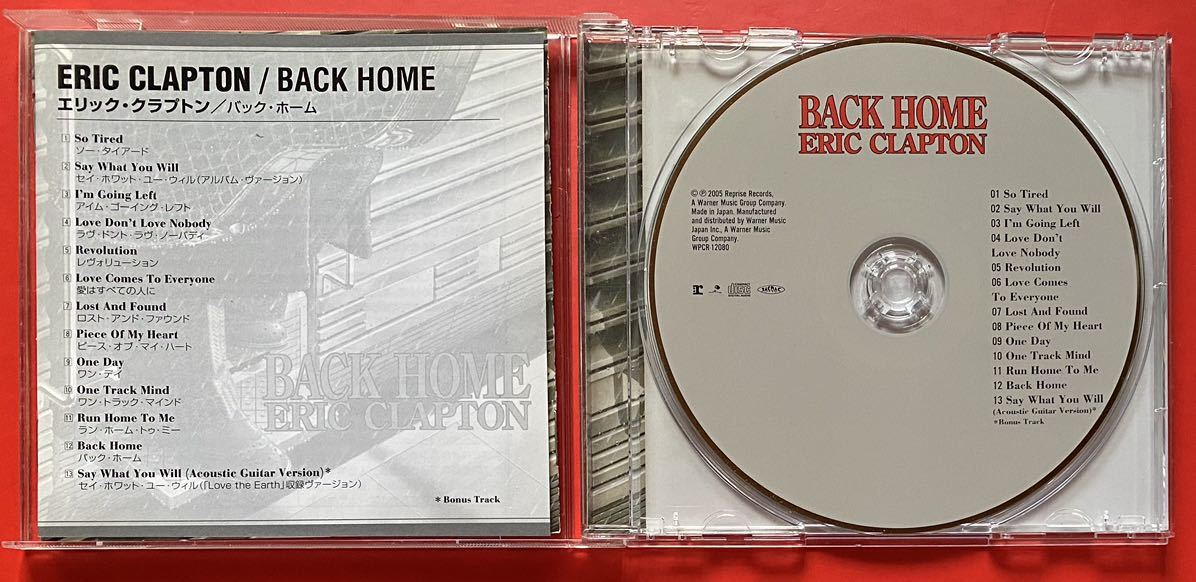 ERIC CLAPTON / BACK HOME
エリック・クラプトン／バック・ホーム
1 So Tired
ソー・タイアード
2 Say What You Will
セイ・ホワット・ユー・ウィル（アルバム・ヴァージョン）
3 I'm Going Left
アイム・ゴーイング・レフト
4 Love Don't Love Nobody
ラヴ・ドント・ラヴ・ノーバディ
5 Revolution
レヴォリューション
6 Love Comes To Everyone
愛はすべての人に
7 Lost And Found
ロスト・アンド・ファウンド
8 Piece Of My Heart
ピース・オブ・マイ・ハート
9 One Day
ワン・デイ
10 One Track Mind
ワン・トラック・マインド
11 Run Home To Me
ラン・ホーム・トゥ・ミー
12 Back Home
バック・ホーム
13 Say What You Will (Acoustic Guitar Version)*
セイ・ホワット・ユー・ウィル（「Love the Earth」収録ヴァージョン）
* Bonus Track
BACK HOME
ERIC CLAPTON
BACK HOME
ERIC CLAPTON
© ℗ 2005 Reprise Records,
A Warner Music Group Company.
Made in Japan. Manufactured
and distributed by Warner Music
Japan Inc., A Warner Music
Group Company.
WPCR-12080
COMPACT
disc
DIGITAL AUDIO
01 So Tired
02 Say What You Will
03 I'm Going Left
04 Love Don't
Love Nobody
05 Revolution
06 Love Comes
To Everyone
07 Lost And Found
08 Piece Of My Heart
09 One Day
10 One Track Mind
11 Run Home To Me
12 Back Home
13 Say What You Will
(Acoustic Guitar Version)*
*Bonus Track